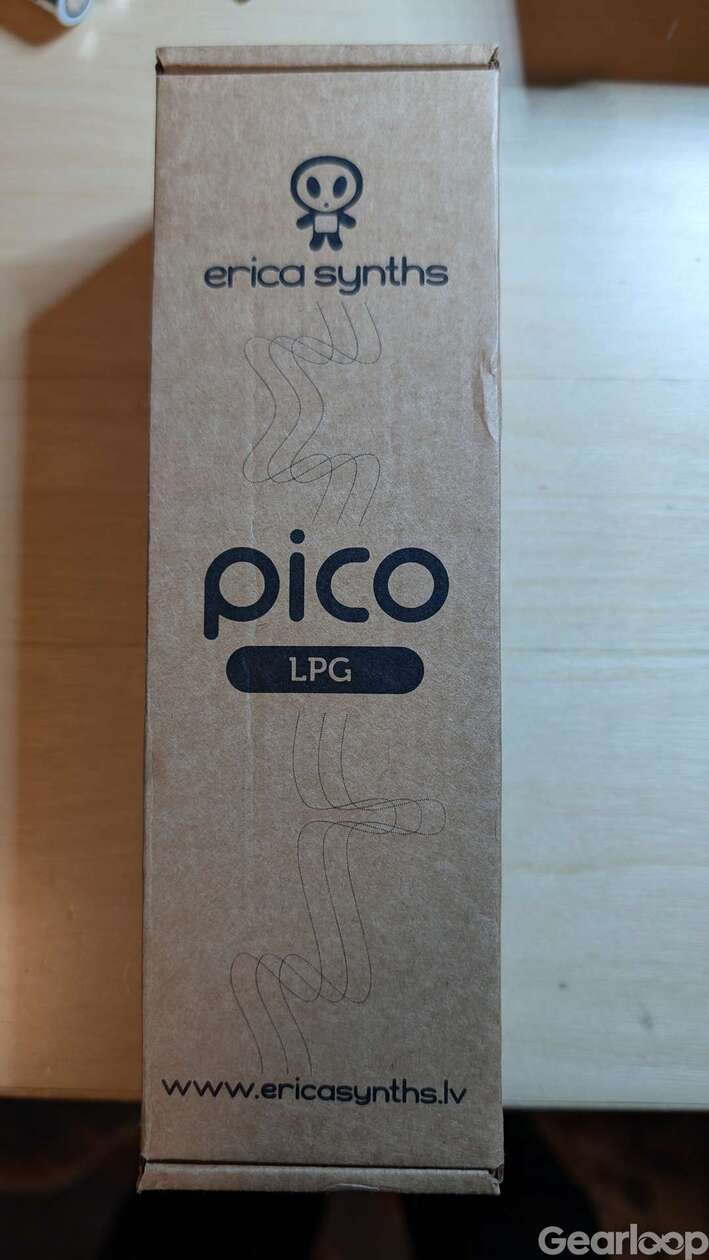 erica synths
pico
LPG
www.ericasynths.lv
Gearloop